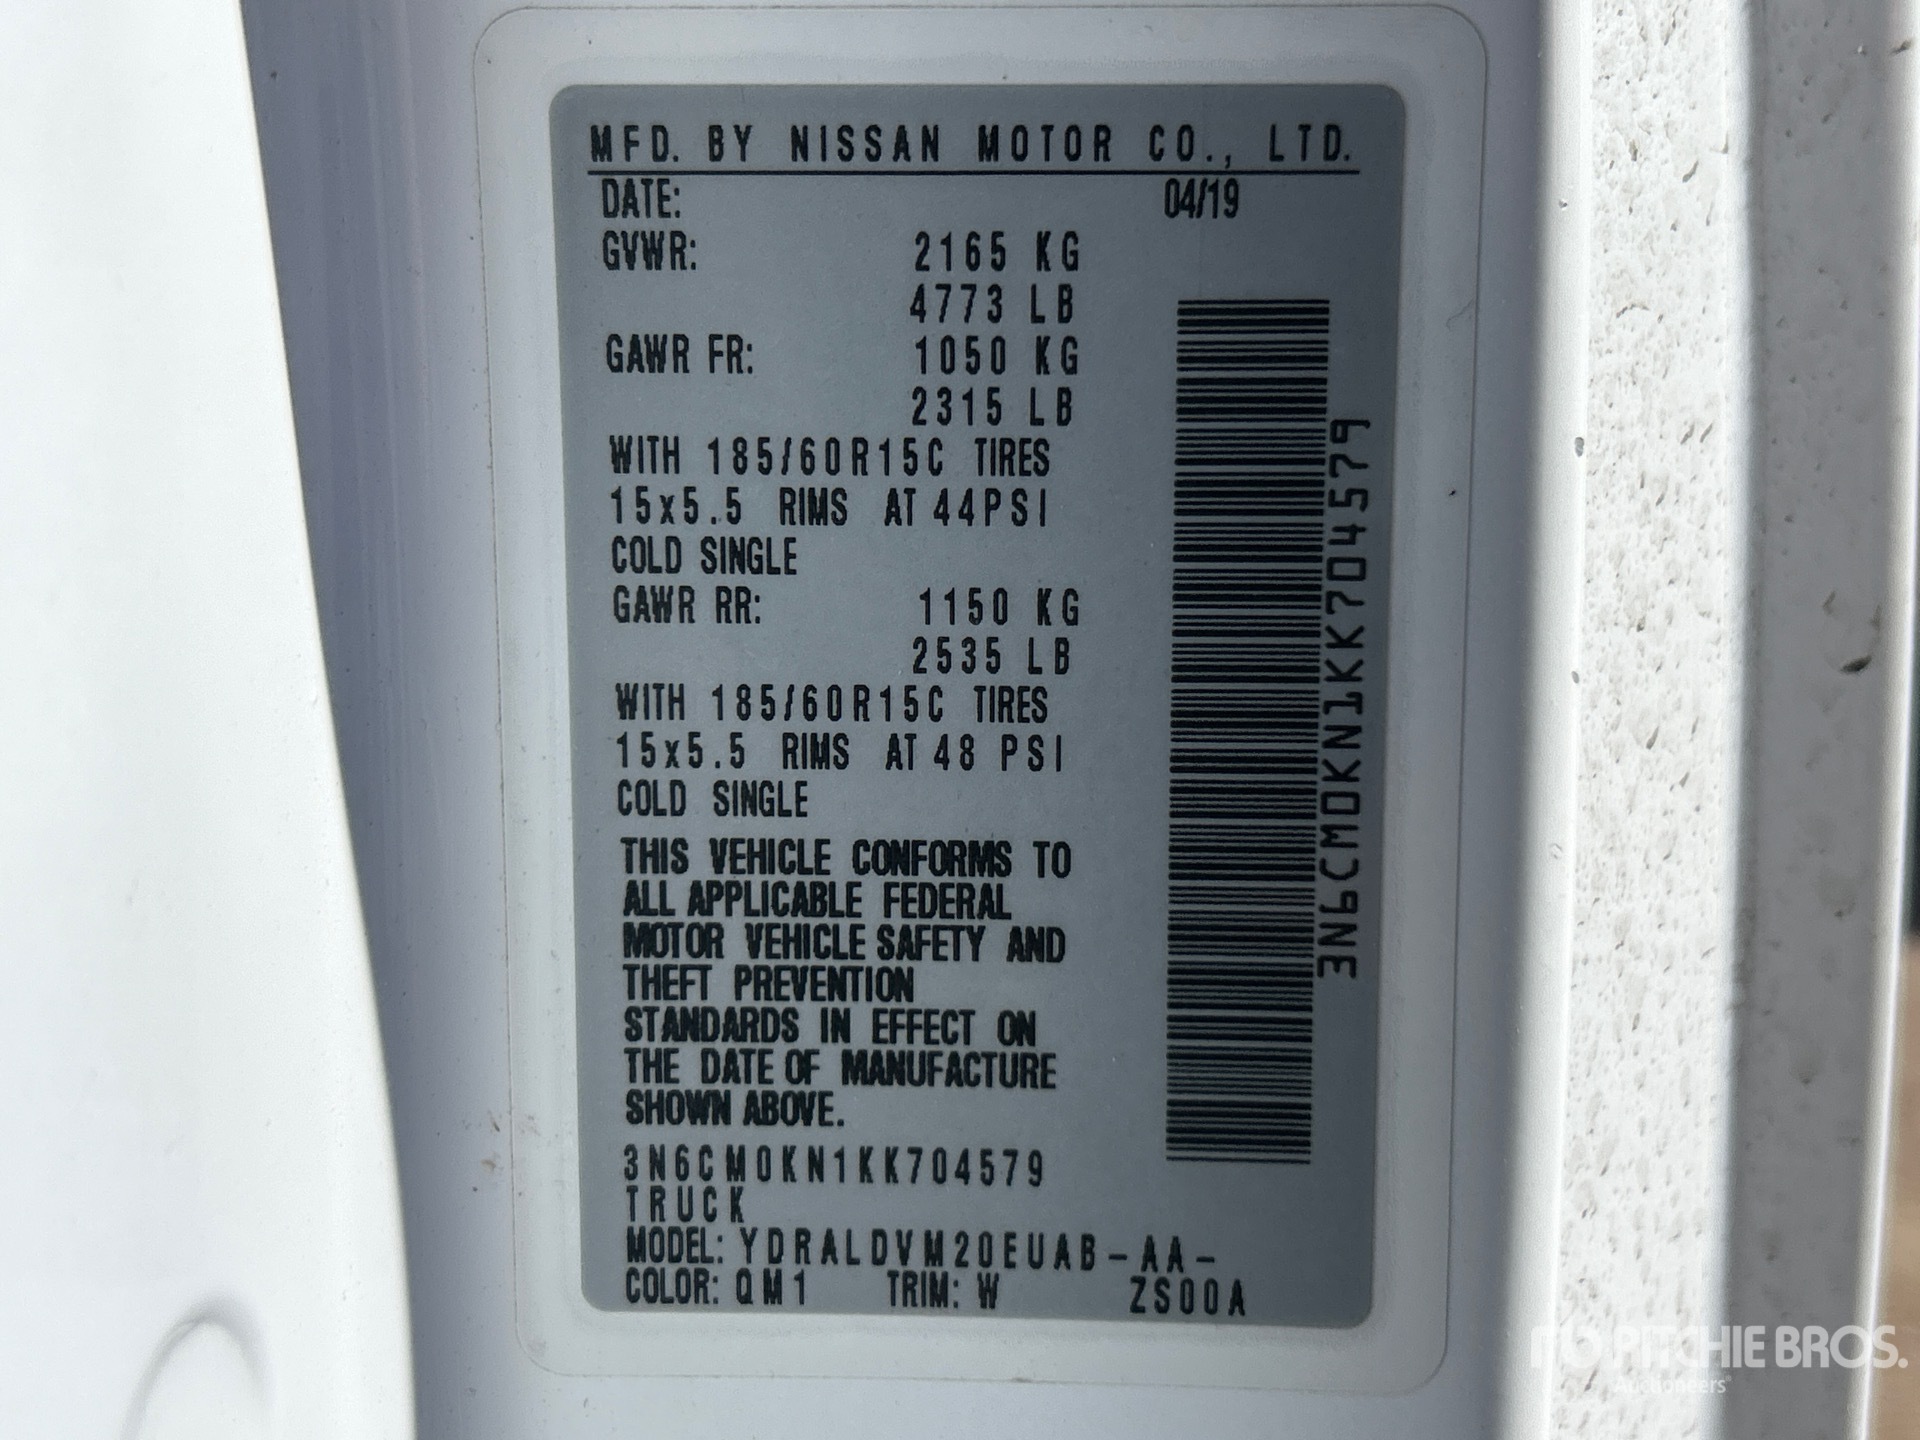 MFD. BY NISSAN MOTOR CO., LTD.
DATE: 04/19
GVWR: 2165 KG
4773 LB
GAWR FR: 1050 KG
2315 LB
WITH 185/60R15C TIRES
15x5.5 RIMS AT 44PSI
COLD SINGLE
GAWR RR: 1150 KG
2535 LB
WITH 185/60R15C TIRES
15x5.5 RIMS AT 48 PSI
COLD SINGLE
THIS VEHICLE CONFORMS TO
ALL APPLICABLE FEDERAL
MOTOR VEHICLE SAFETY AND
THEFT PREVENTION
STANDARDS IN EFFECT ON
THE DATE OF MANUFACTURE
SHOWN ABOVE.
3N6CM0KN1KK704579
TRUCK
MODEL: YDRALDVM20EUAB-AA-
COLOR: QM1 TRIM: W ZS00A
3N6CM0KN1KK704579
RITCHIE BROS.
Auctioneers